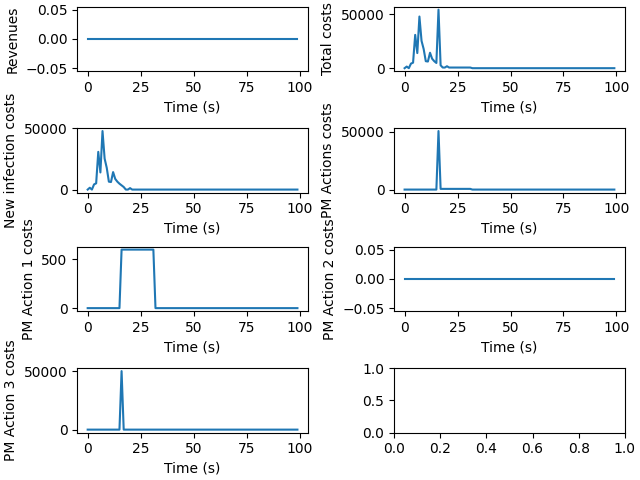 Revenues
0.05
0.00
−0.05
0 25 50 75 100
Time (s)
Total costs
50000
0
0 25 50 75 100
Time (s)
New infection costs
50000
0
0 25 50 75 100
Time (s)
PM Actions costs
50000
0
0 25 50 75 100
Time (s)
PM Action 1 costs
500
0
0 25 50 75 100
Time (s)
PM Action 2 costs
0.05
0.00
−0.05
0 25 50 75 100
Time (s)
PM Action 3 costs
50000
0
0 25 50 75 100
Time (s)
1.0
0.5
0.0
0.0 0.2 0.4 0.6 0.8 1.0